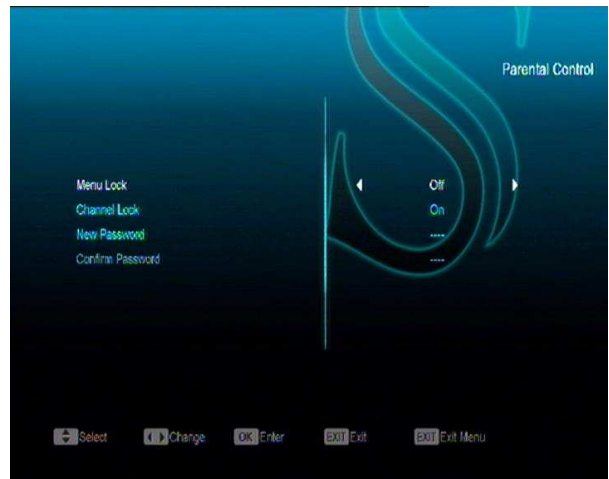 Parental Control
Menu Lock Off
Channel Lock On
New Password ----
Confirm Password ----
Select Change OK Enter EXIT Exit EXIT Exit Menu